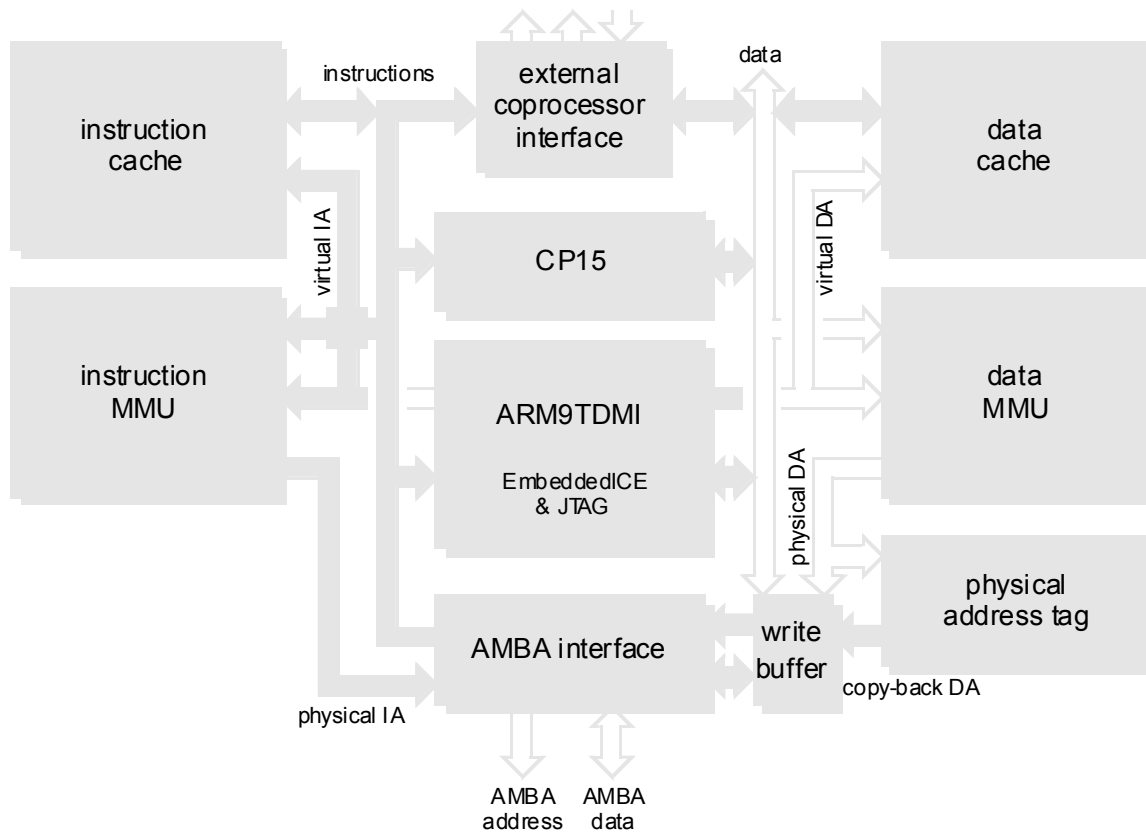 instructions
external
coprocessor
interface
data
instruction
cache
data
cache
virtual IA
CP15
virtual DA
instruction
MMU
ARM9TDMI
EmbeddedICE
& JTAG
data
MMU
physical DA
physical
address tag
AMBA interface
write
buffer
copy-back DA
physical IA
AMBA
address
AMBA
data